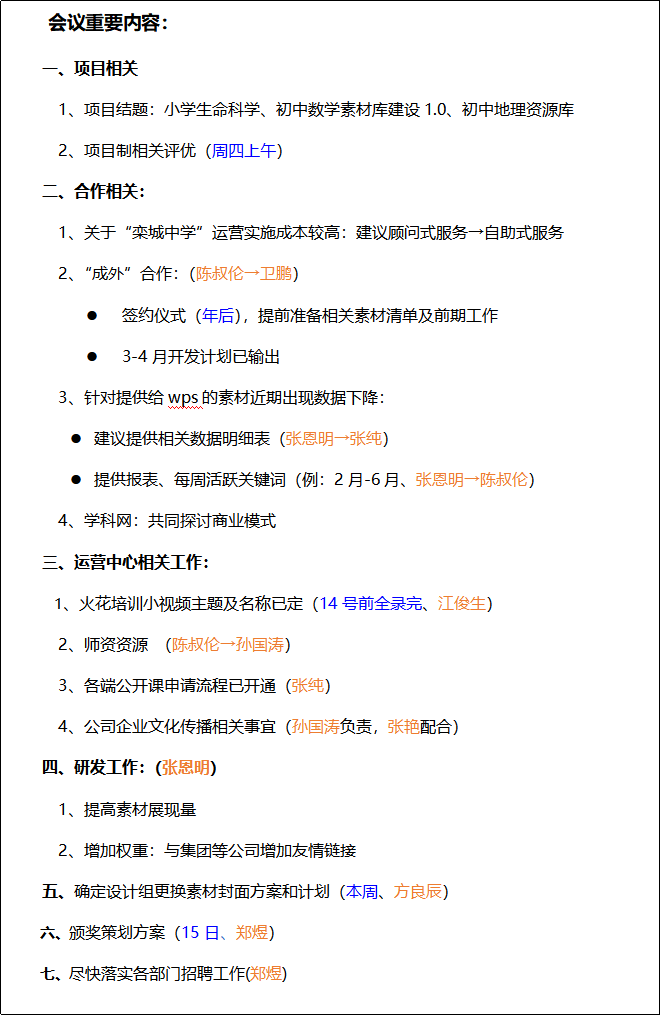 会议重要内容：
一、项目相关
1、项目结题：小学生命科学、初中数学素材库建设 1.0、初中地理资源库
2、项目制相关评优（周四上午）
二、合作相关：
1、关于“栾城中学”运营实施成本较高：建议顾问式服务→自助式服务
2、“成外”合作：（陈叔伦→卫鹏）
● 签约仪式（年后），提前准备相关素材清单及前期工作
● 3-4 月开发计划已输出
3、针对提供给 wps 的素材近期出现数据下降：
● 建议提供相关数据明细表（张恩明→张纯）
● 提供报表、每周活跃关键词（例：2 月-6 月、张恩明→陈叔伦）
4、学科网：共同探讨商业模式
三、运营中心相关工作：
1、火花培训小视频主题及名称已定（14 号前全录完、江俊生）
2、师资资源 （陈叔伦→孙国涛）
3、各端公开课申请流程已开通（张纯）
4、公司企业文化传播相关事宜（孙国涛负责，张艳配合）
四、研发工作：(张恩明)
1、提高素材展现量
2、增加权重：与集团等公司增加友情链接
五、确定设计组更换素材封面方案和计划（本周、方良辰）
六、颁奖策划方案（15 日、郑煜）
七、尽快落实各部门招聘工作(郑煜)